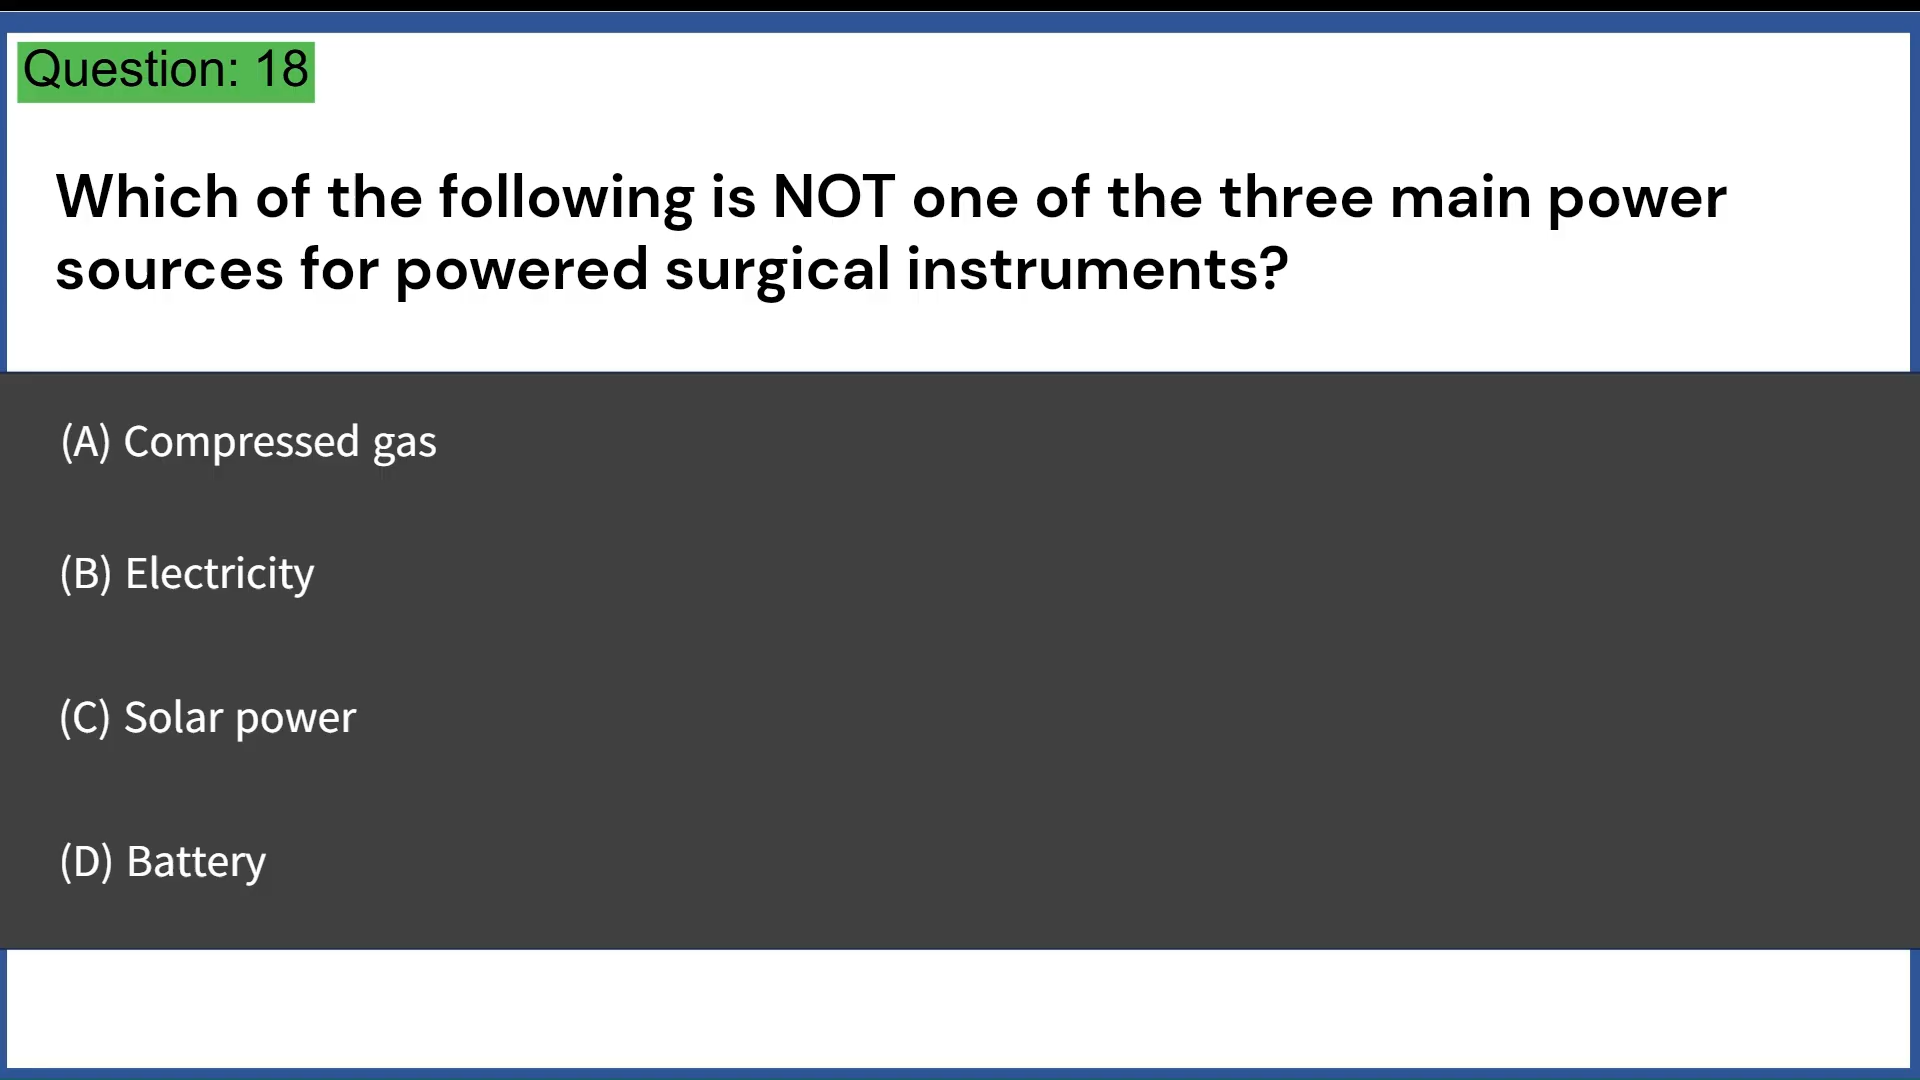 Question: 18
Which of the following is NOT one of the three main power
sources for powered surgical instruments?
(A) Compressed gas
(B) Electricity
(C) Solar power
(D) Battery